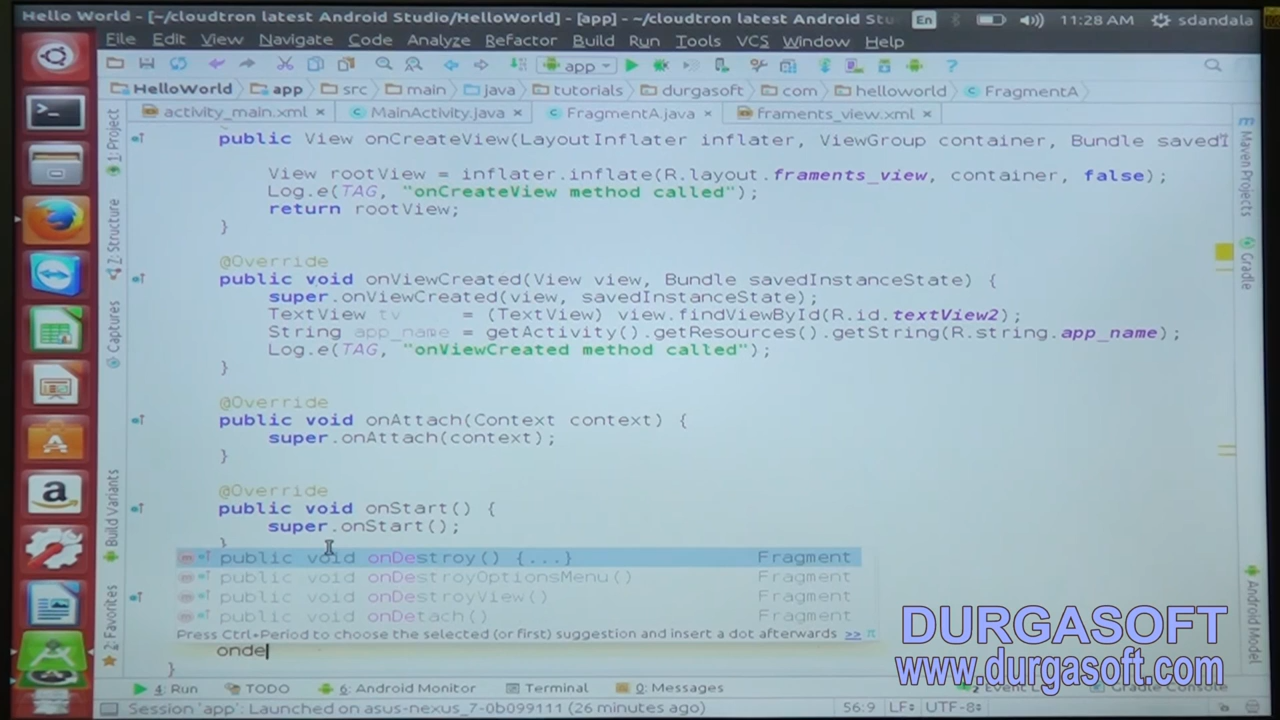 Hello World - [~/cloudtron latest Android Studio/HelloWorld] - [app] - ~/cloudtron latest Android Stu
En 11:28 AM sdandala
File Edit View Navigate Code Analyze Refactor Build Run Tools VCS Window Help
app
HelloWorld app src main java tutorials durgasoft com helloworld FragmentA
activity_main.xml MainActivity.java FragmentA.java framents_view.xml
public View onCreateView(LayoutInflater inflater, ViewGroup container, Bundle savedI
View rootView = inflater.inflate(R.layout.framents_view, container, false);
Log.e(TAG, "onCreateView method called");
return rootView;
}
@Override
public void onViewCreated(View view, Bundle savedInstanceState) {
super.onViewCreated(view, savedInstanceState);
TextView tv = (TextView) view.findViewById(R.id.textView2);
String app_name = getActivity().getResources().getString(R.string.app_name);
Log.e(TAG, "onViewCreated method called");
}
@Override
public void onAttach(Context context) {
super.onAttach(context);
}
@Override
public void onStart() {
super.onStart();
}
public void onDestroy() {...} Fragment
public void onDestroyOptionsMenu() Fragment
public void onDestroyView() Fragment
public void onDetach() Fragment
Press Ctrl+Period to choose the selected (or first) suggestion and insert a dot afterwards >> π
onde
}
1: Project
Z: Structure
Captures
Build Variants
2: Favorites
Maven Projects
Gradle
Android Model
DURGASOFT
www.durgasoft.com
4: Run TODO 6: Android Monitor Terminal 0: Messages Gradle Console
Session 'app': Launched on asus-nexus_7-0b099111 (26 minutes ago) 56:9 LF UTF-8